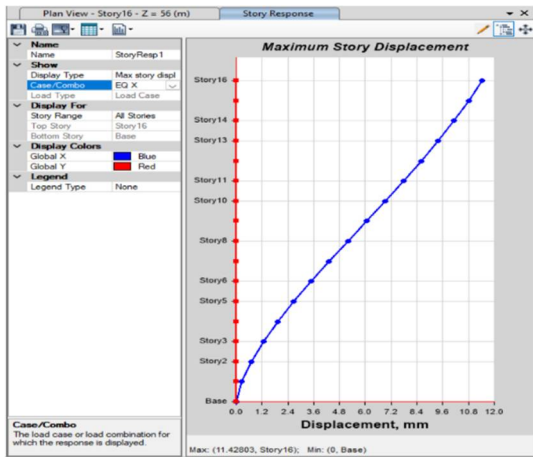 Plan View - Story16 - Z = 56 (m)
Story Response
Name
Name StoryResp1
Show
Display Type Max story displ
Case/Combo EQ X
Load Type Load Case
Display For
Story Range All Stories
Top Story Story16
Bottom Story Base
Display Colors
Global X Blue
Global Y Red
Legend
Legend Type None
Case/Combo
The load case or load combination for
which the response is displayed.
Maximum Story Displacement
Story16
Story14
Story13
Story11
Story10
Story8
Story6
Story5
Story3
Story2
Base
0.0 1.2 2.4 3.6 4.8 6.0 7.2 8.4 9.6 10.8 12.0
Displacement, mm
Max: (11.42803, Story16); Min: (0, Base)